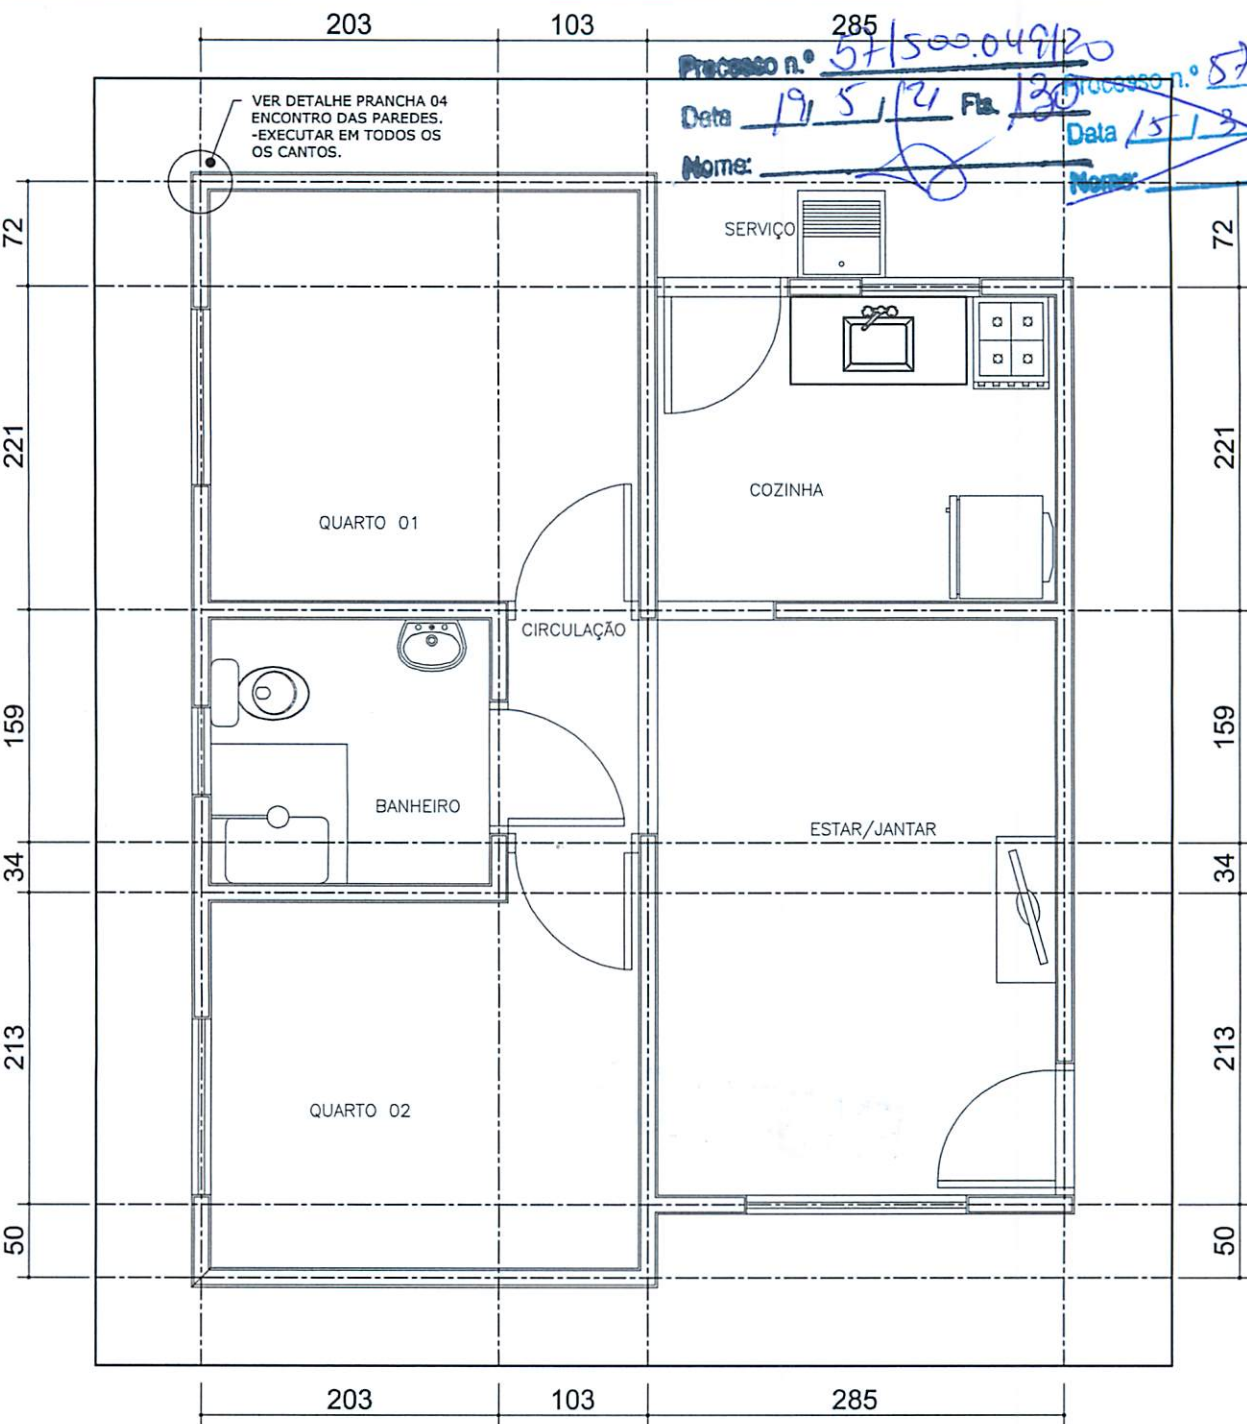 203 103 285
Processo n.º 57/500.049/20
Data 19/5/21 Fls. 130
Nome:
Processo n.º 57
Data 15/3
Nome:
VER DETALHE PRANCHA 04
ENCONTRO DAS PAREDES.
-EXECUTAR EM TODOS OS
OS CANTOS.
72 72
SERVIÇO
221 221
COZINHA
QUARTO 01
CIRCULAÇÃO
159 159
BANHEIRO
ESTAR/JANTAR
34 34
213 213
QUARTO 02
50 50
203 103 285